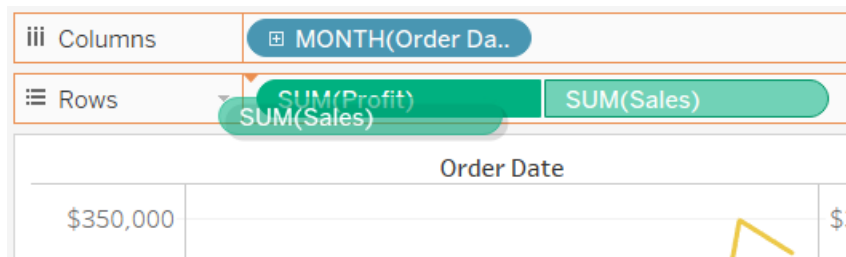 Columns MONTH(Order Da..
Rows SUM(Profit) SUM(Sales)
SUM(Sales)
Order Date
$350,000 $